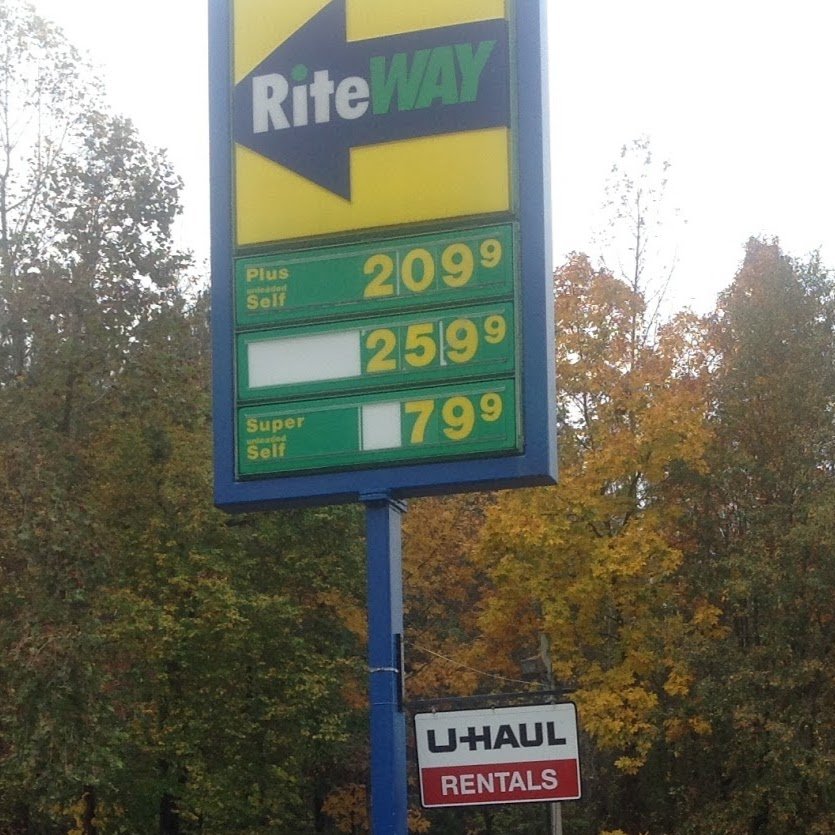 RiteWAY
Plus
unleaded
Self
2099
2599
Super
unleaded
Self
799
U-HAUL
RENTALS